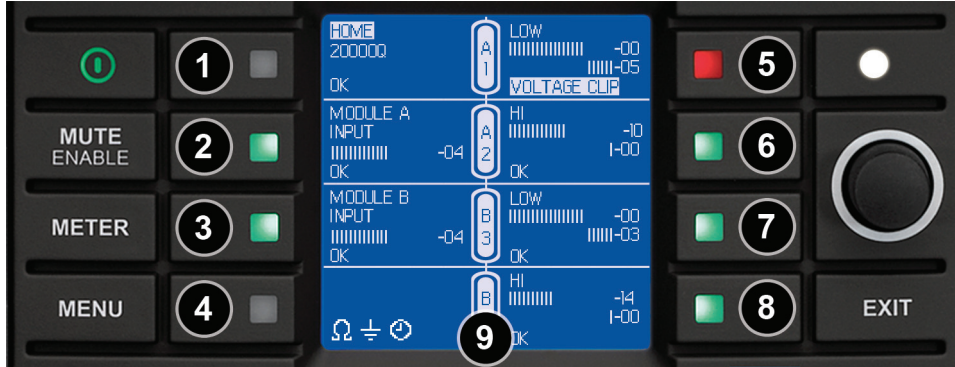 MUTE
ENABLE
METER
MENU
1
2
3
4
HOME
20000Q
OK
MODULE A
INPUT
-04
OK
MODULE B
INPUT
-04
OK
Ω
A
1
A
2
B
3
B
9
LOW
-00
-05
VOLTAGE CLIP
HI
-10
-00
OK
LOW
-00
-03
OK
HI
-14
-00
OK
5
6
7
8
EXIT